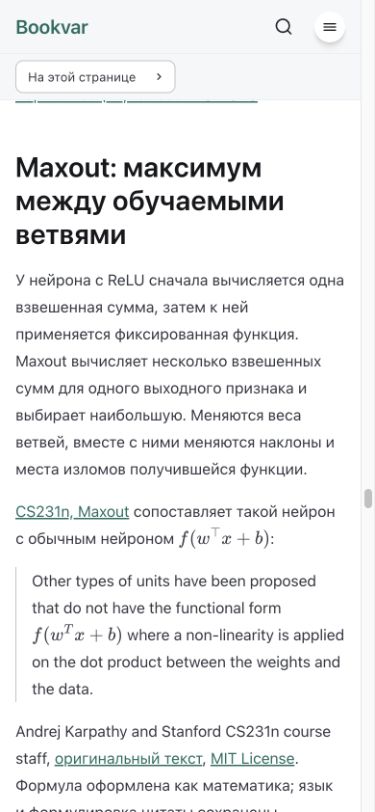 Bookvar
На этой странице
Maxout: максимум
между обучаемыми
ветвями
У нейрона с ReLU сначала вычисляется одна
взвешенная сумма, затем к ней
применяется фиксированная функция.
Maxout вычисляет несколько взвешенных
сумм для одного выходного признака и
выбирает наибольшую. Меняются веса
ветвей, вместе с ними меняются наклоны и
места изломов получившейся функции.
CS231n, Maxout сопоставляет такой нейрон
с обычным нейроном f(w⊤x + b):
Other types of units have been proposed
that do not have the functional form
f(wᵀx + b) where a non-linearity is applied
on the dot product between the weights and
the data.
Andrej Karpathy and Stanford CS231n course
staff, оригинальный текст, MIT License.
Формула оформлена как математика; язык
и формулировка цитаты сохранены